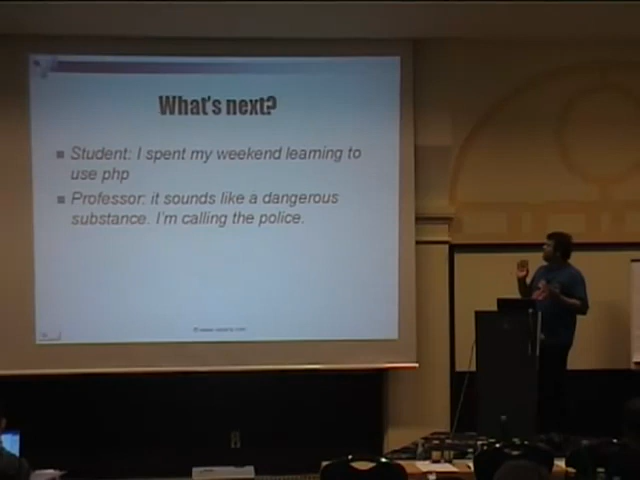 What's next?
Student: I spent my weekend learning to
use php
Professor: it sounds like a dangerous
substance. I'm calling the police.